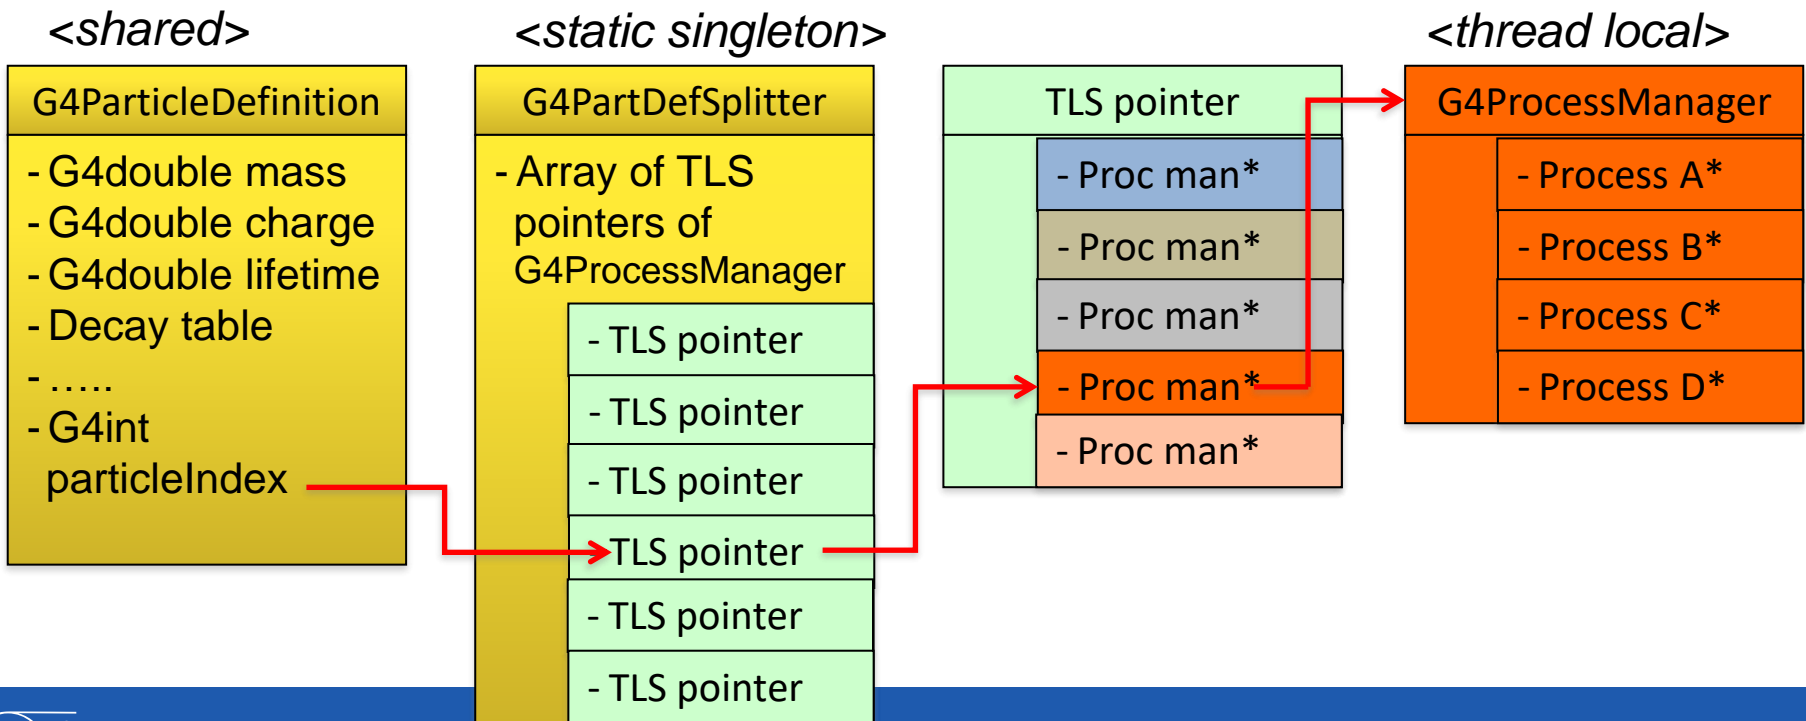 <shared>
G4ParticleDefinition
- G4double mass
- G4double charge
- G4double lifetime
- Decay table
- .....
- G4int
particleIndex
<static singleton>
G4PartDefSplitter
- Array of TLS
pointers of
G4ProcessManager
- TLS pointer
- TLS pointer
- TLS pointer
TLS pointer
- TLS pointer
- TLS pointer
TLS pointer
- Proc man*
- Proc man*
- Proc man*
- Proc man*
- Proc man*
<thread local>
G4ProcessManager
- Process A*
- Process B*
- Process C*
- Process D*